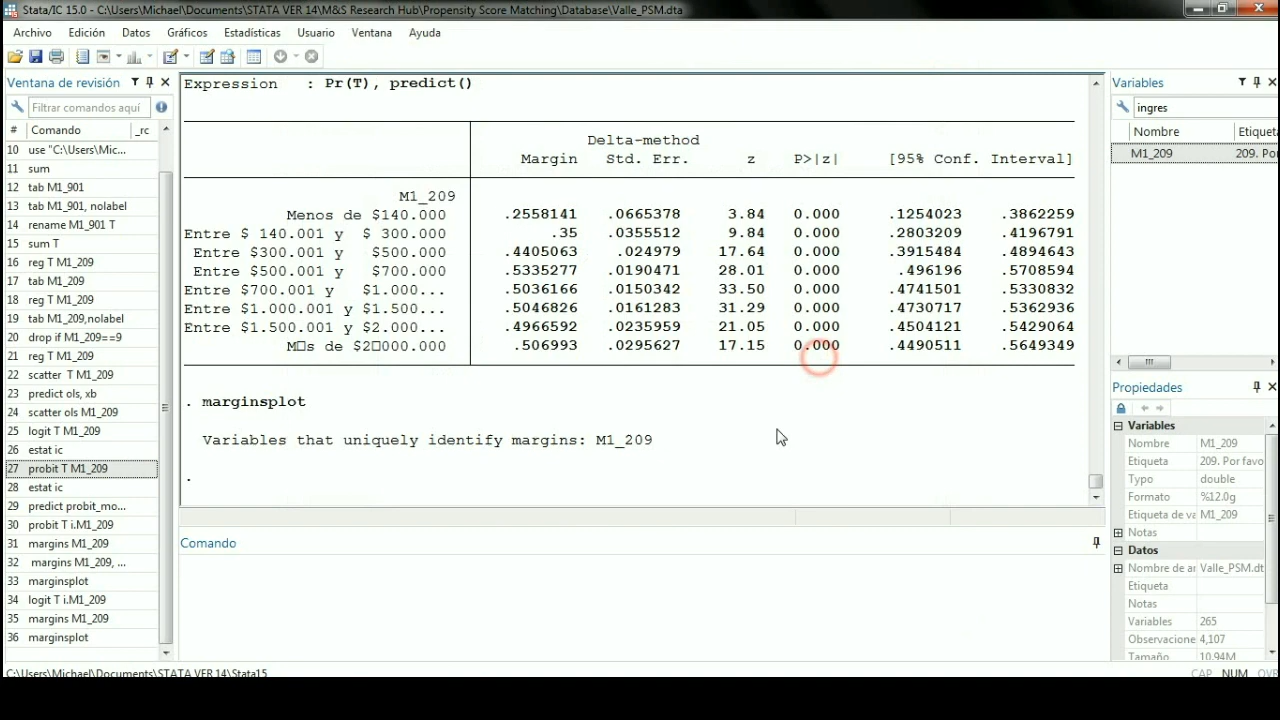 Stata/IC 15.0 - C:\Users\Michael\Documents\STATA VER 14\M&S Research Hub\Propensity Score Matching\Database\Valle_PSM.dta
Archivo Edición Datos Gráficos Estadísticas Usuario Ventana Ayuda
Ventana de revisión
Filtrar comandos aquí
# Comando _rc
10 use "C:\Users\Mic...
11 sum
12 tab M1_901
13 tab M1_901, nolabel
14 rename M1_901 T
15 sum T
16 reg T M1_209
17 tab M1_209
18 reg T M1_209
19 tab M1_209,nolabel
20 drop if M1_209==9
21 reg T M1_209
22 scatter T M1_209
23 predict ols, xb
24 scatter ols M1_209
25 logit T M1_209
26 estat ic
27 probit T M1_209
28 estat ic
29 predict probit_mo...
30 probit T i.M1_209
31 margins M1_209
32 margins M1_209, ...
33 marginsplot
34 logit T i.M1_209
35 margins M1_209
36 marginsplot
Expression : Pr(T), predict()
Delta-method
Margin Std. Err. z P>|z| [95% Conf. Interval]
M1_209
Menos de $140.000 .2558141 .0665378 3.84 0.000 .1254023 .3862259
Entre $ 140.001 y $ 300.000 .35 .0355512 9.84 0.000 .2803209 .4196791
Entre $300.001 y $500.000 .4405063 .024979 17.64 0.000 .3915484 .4894643
Entre $500.001 y $700.000 .5335277 .0190471 28.01 0.000 .496196 .5708594
Entre $700.001 y $1.000... .5036166 .0150342 33.50 0.000 .4741501 .5330832
Entre $1.000.001 y $1.500... .5046826 .0161283 31.29 0.000 .4730717 .5362936
Entre $1.500.001 y $2.000... .4966592 .0235959 21.05 0.000 .4504121 .5429064
M□s de $2□000.000 .506993 .0295627 17.15 0.000 .4490511 .5649349
. marginsplot
Variables that uniquely identify margins: M1_209
.
Comando
Variables
ingres
Nombre Etique
M1_209 209. Po
Propiedades
Variables
Nombre M1_209
Etiqueta 209. Por favo
Typo double
Formato %12.0g
Etiqueta de va M1_209
Notas
Datos
Nombre de ar Valle_PSM.dt
Etiqueta
Notas
Variables 265
Observacione 4,107
Tamaño 10.94M
C:\Users\Michael\Documents\STATA VER 14\Stata15
CAP NUM OVR